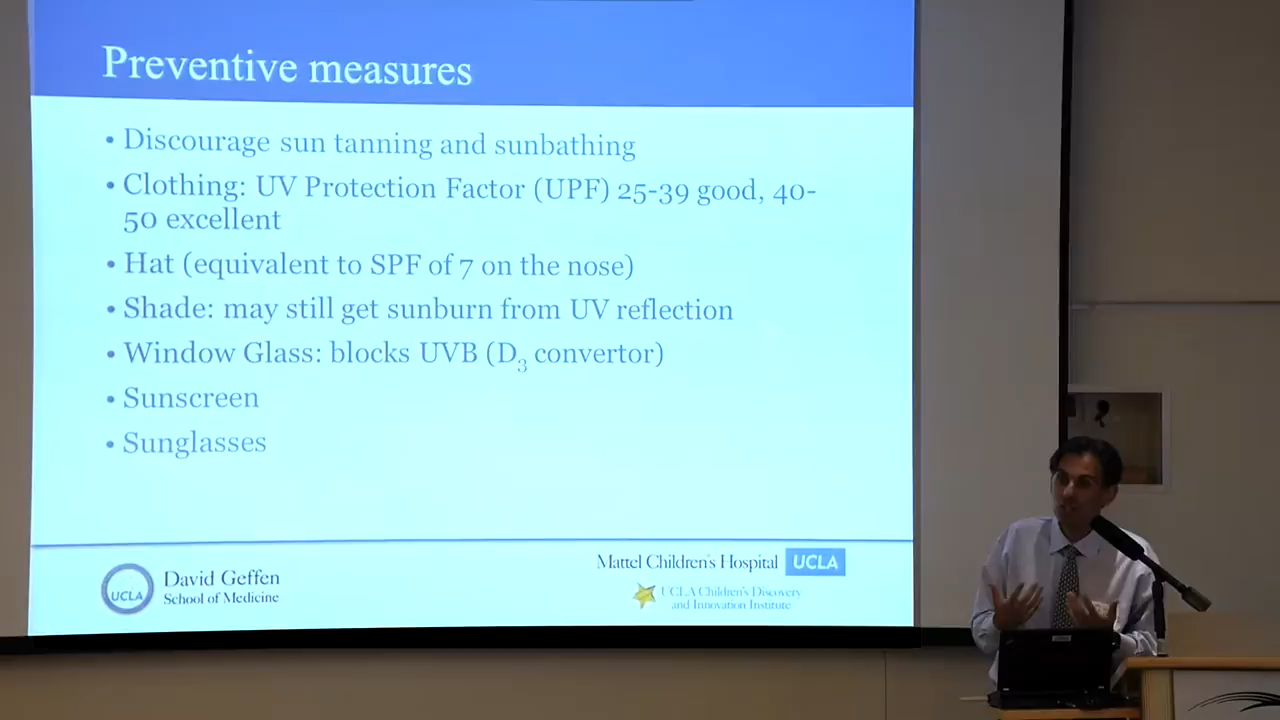 Preventive measures
• Discourage sun tanning and sunbathing
• Clothing: UV Protection Factor (UPF) 25-39 good, 40-
50 excellent
• Hat (equivalent to SPF of 7 on the nose)
• Shade: may still get sunburn from UV reflection
• Window Glass: blocks UVB (D₃ convertor)
• Sunscreen
• Sunglasses
UCLA
David Geffen
School of Medicine
Mattel Children's Hospital UCLA
UCLA Children's Discovery
and Innovation Institute